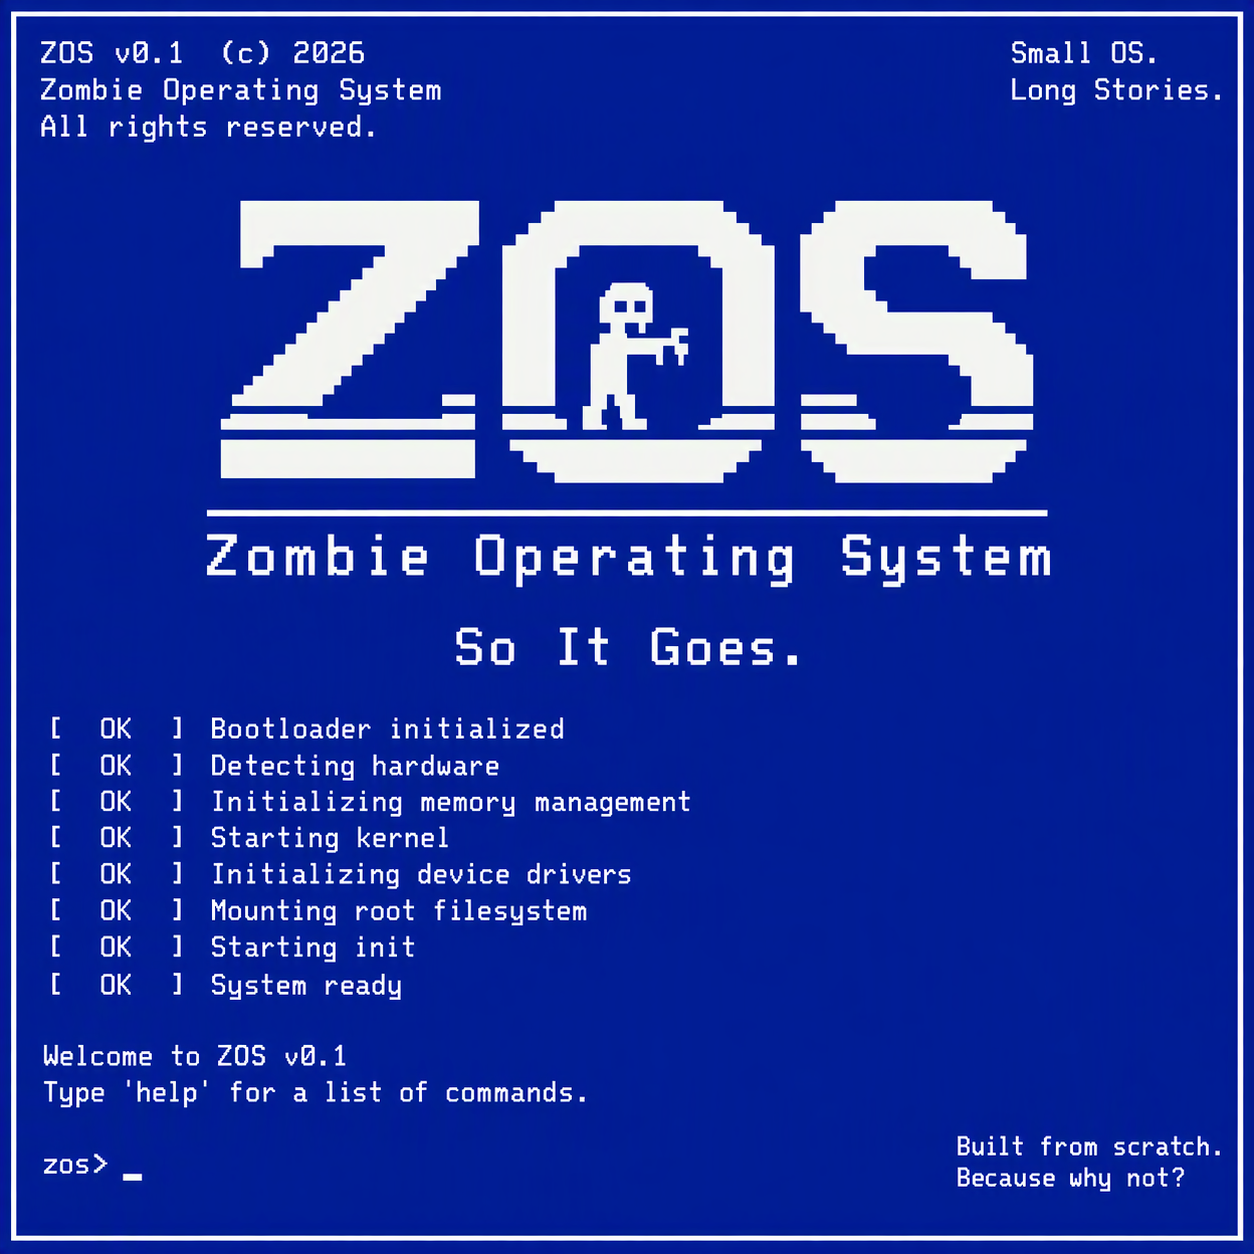 ZOS v0.1  (c) 2026
Zombie Operating System
All rights reserved.
Small OS.
Long Stories.
ZOS
Zombie Operating System
So It Goes.
[  OK  ] Bootloader initialized
[  OK  ] Detecting hardware
[  OK  ] Initializing memory management
[  OK  ] Starting kernel
[  OK  ] Initializing device drivers
[  OK  ] Mounting root filesystem
[  OK  ] Starting init
[  OK  ] System ready
Welcome to ZOS v0.1
Type 'help' for a list of commands.
zos> _
Built from scratch.
Because why not?